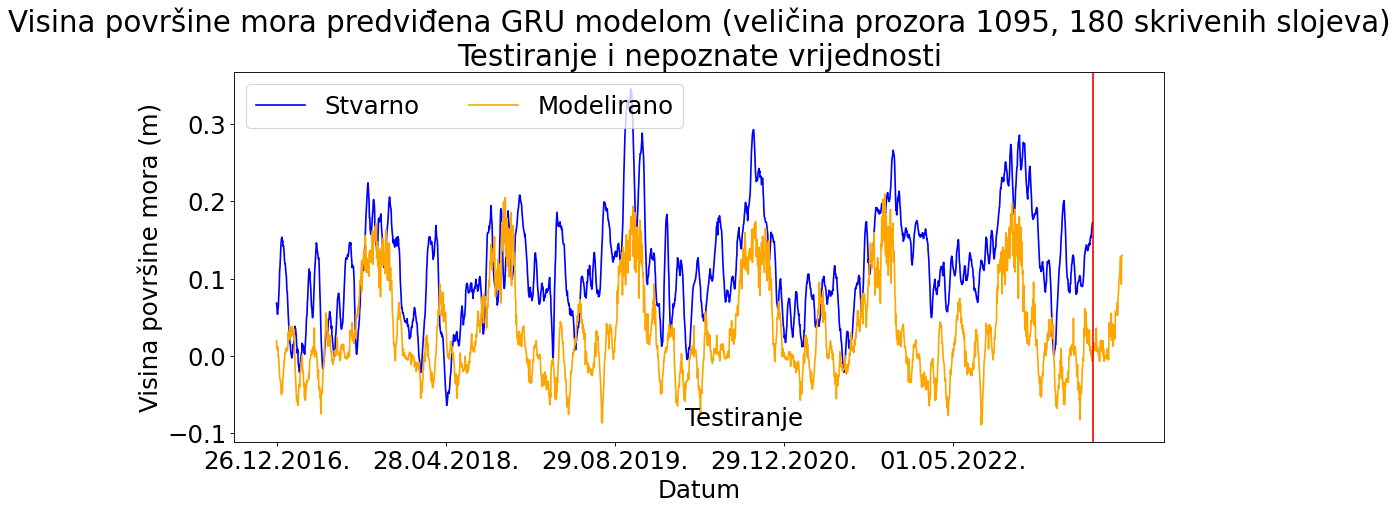 Visina površine mora predviđena GRU modelom (veličina prozora 1095, 180 skrivenih slojeva)
Testiranje i nepoznate vrijednosti
Stvarno
Modelirano
Visina površine mora (m)
0.3
0.2
0.1
0.0
−0.1
Testiranje
26.12.2016.
28.04.2018.
29.08.2019.
29.12.2020.
01.05.2022.
Datum